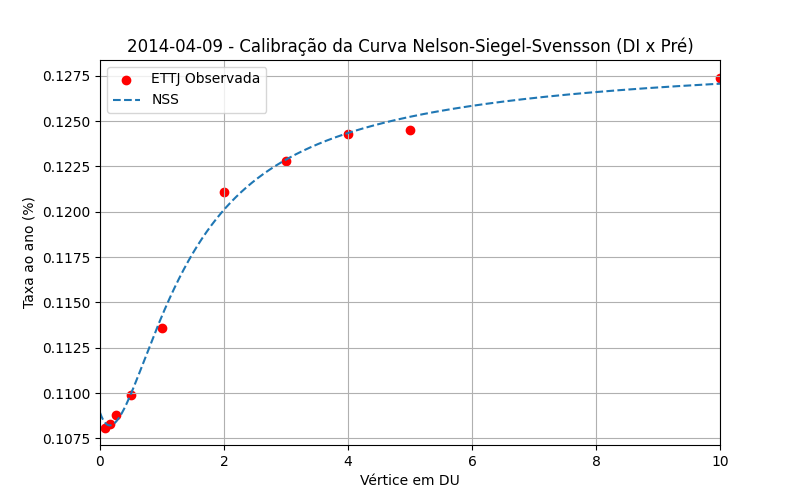 2014-04-09 - Calibração da Curva Nelson-Siegel-Svensson (DI x Pré)
ETTJ Observada
NSS
Taxa ao ano (%)
0.1275
0.1250
0.1225
0.1200
0.1175
0.1150
0.1125
0.1100
0.1075
0 2 4 6 8 10
Vértice em DU